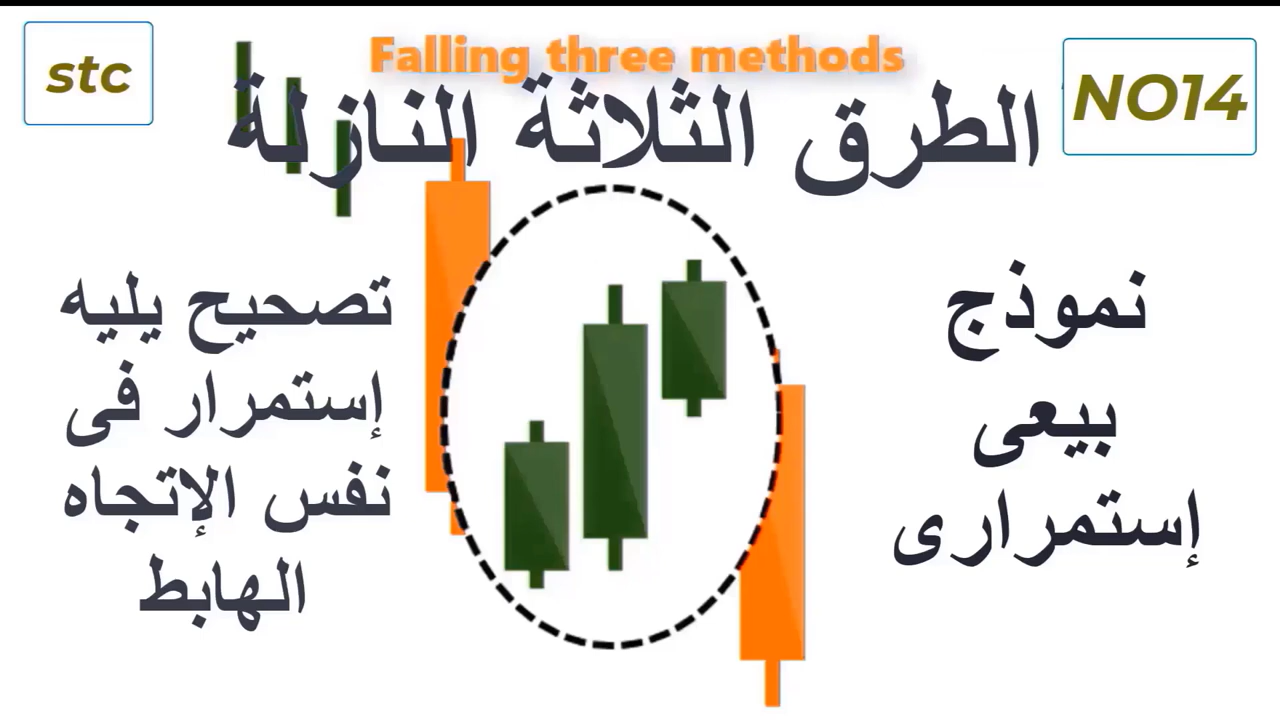 stc
Falling three methods
NO14
الطرق الثلاثة النازلة
نموذج
بيعى
إستمرارى
تصحيح يليه
إستمرار فى
نفس الإتجاه
الهابط